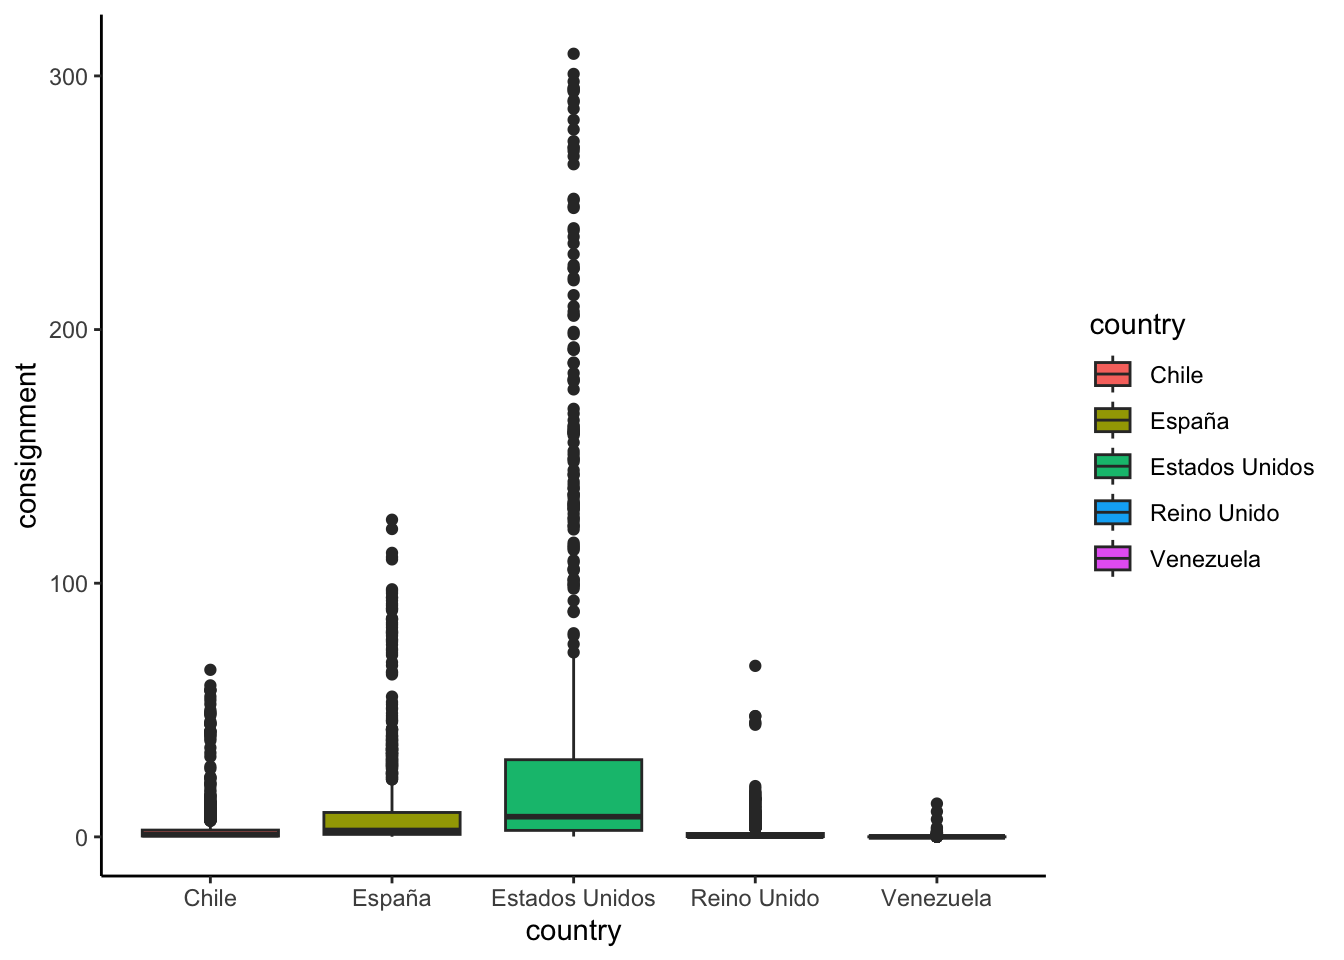 300
200
100
0
consignment
Chile
España
Estados Unidos
Reino Unido
Venezuela
country
country
Chile
España
Estados Unidos
Reino Unido
Venezuela